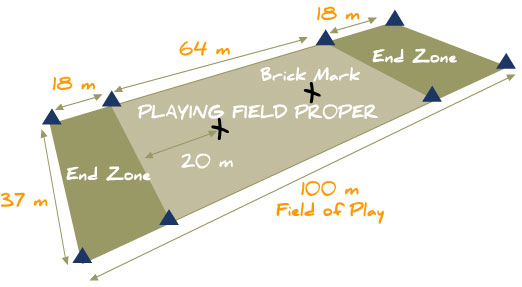 18 m
64 m
End Zone
Brick Mark
18 m
PLAYING FIELD PROPER
20 m
End Zone
37 m
100 m
Field of Play